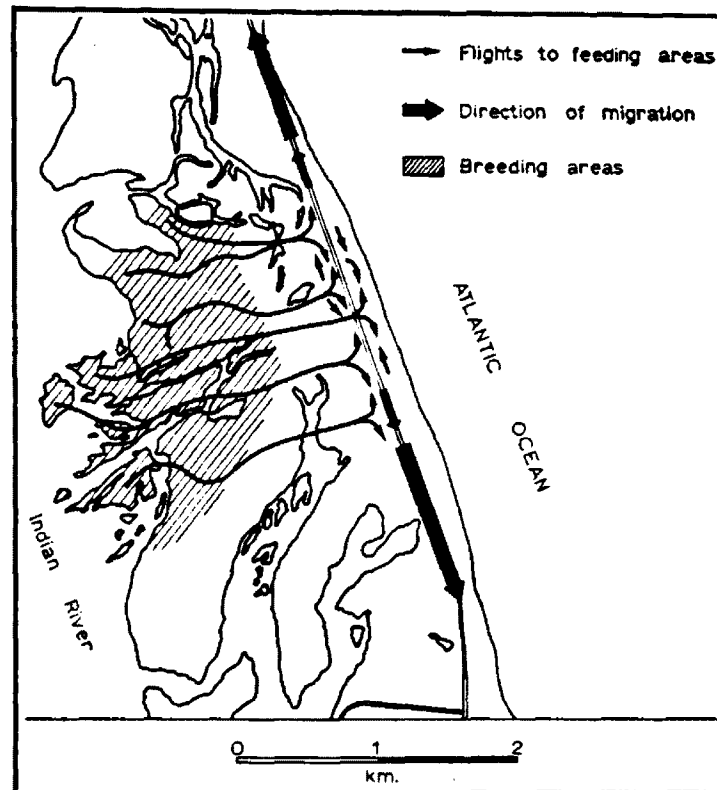 Flights to feeding areas
Direction of migration
Breeding areas
ATLANTIC
OCEAN
Indian
River
0 1 2
km.